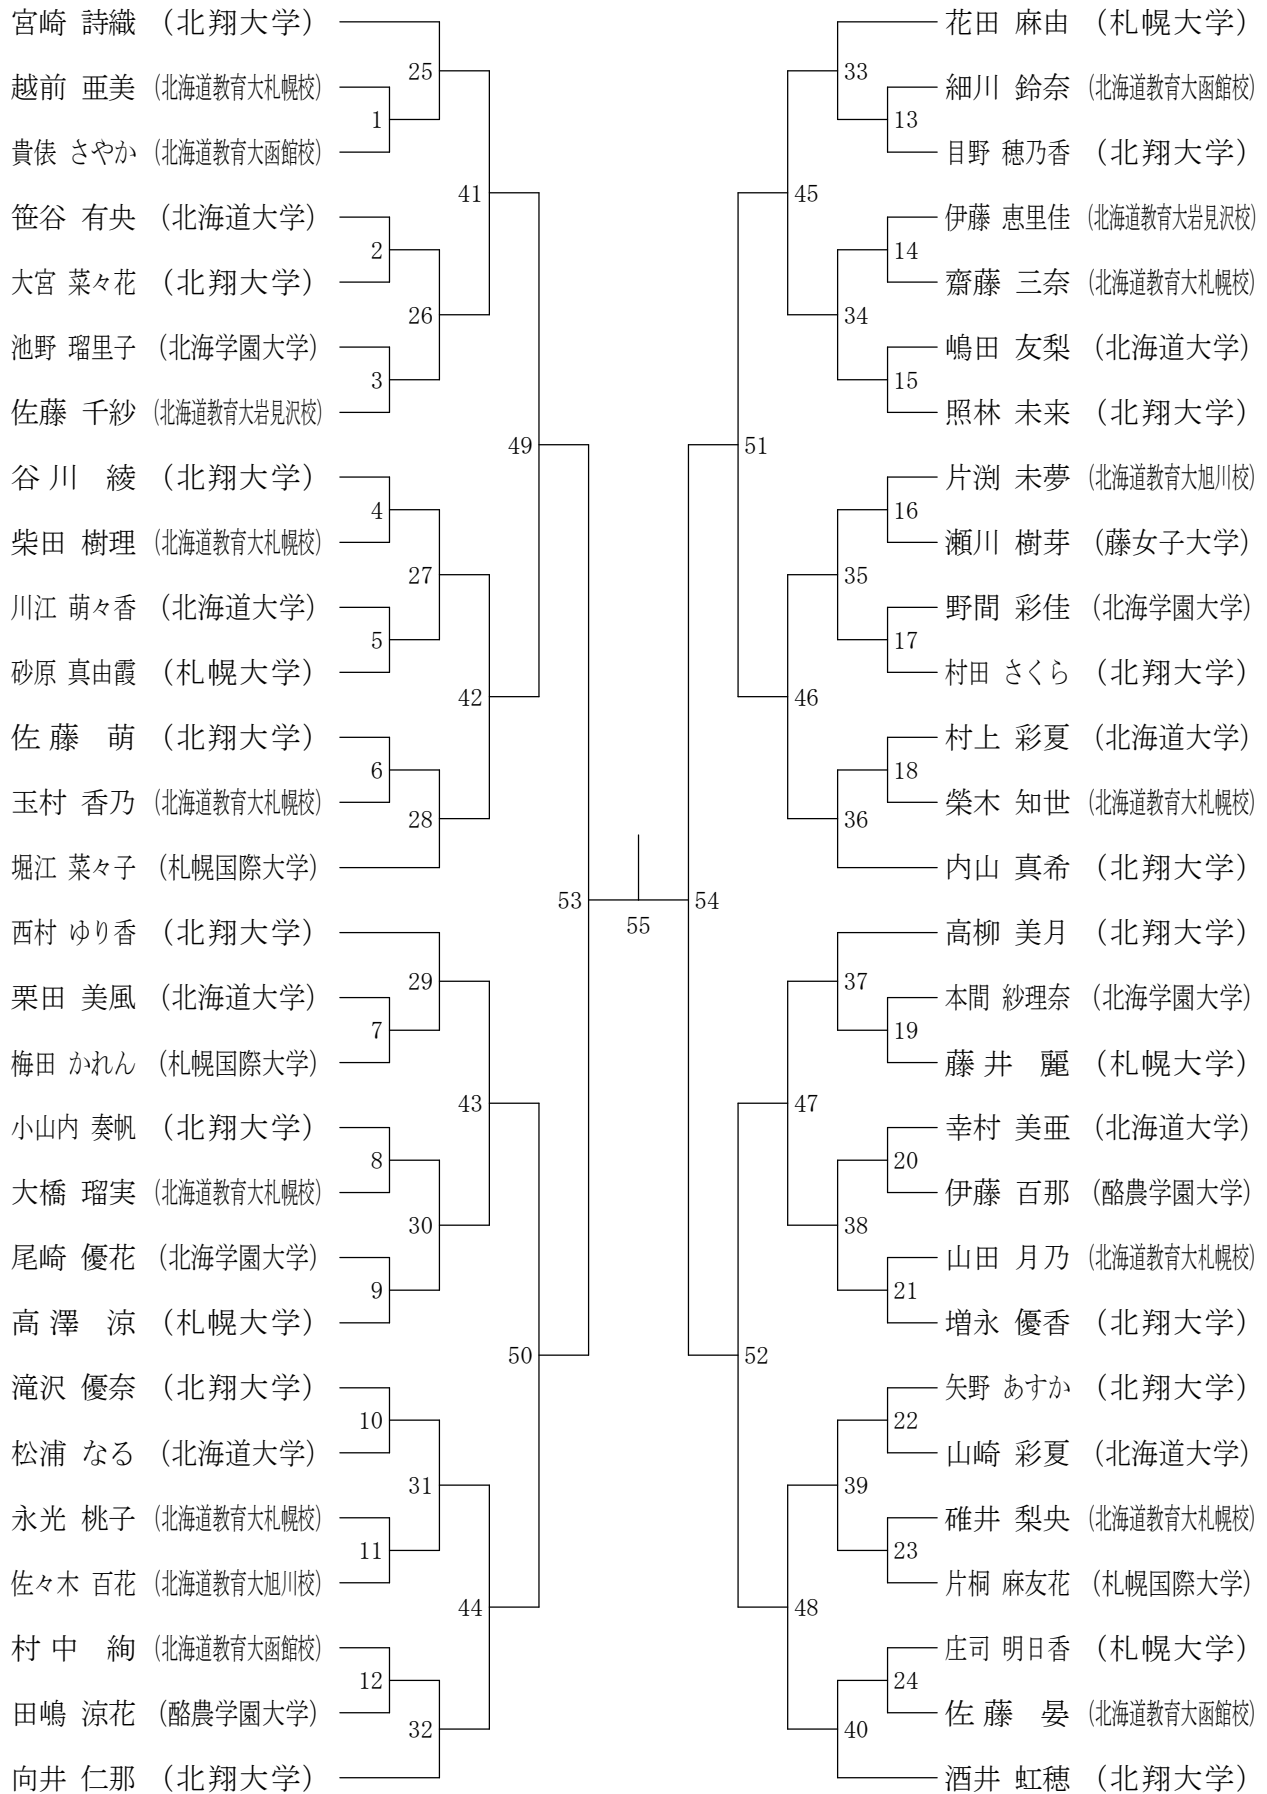 宮崎 詩織 (北翔大学)
越前 亜美 (北海道教育大札幌校)
貴俵 さやか (北海道教育大函館校)
笹谷 有央 (北海道大学)
大宮 菜々花 (北翔大学)
池野 瑠里子 (北海学園大学)
佐藤 千紗 (北海道教育大岩見沢校)
谷川 綾 (北翔大学)
柴田 樹理 (北海道教育大札幌校)
川江 萌々香 (北海道大学)
砂原 真由霞 (札幌大学)
佐藤 萌 (北翔大学)
玉村 香乃 (北海道教育大札幌校)
堀江 菜々子 (札幌国際大学)
西村 ゆり香 (北翔大学)
栗田 美風 (北海道大学)
梅田 かれん (札幌国際大学)
小山内 奏帆 (北翔大学)
大橋 瑠実 (北海道教育大札幌校)
尾崎 優花 (北海学園大学)
高澤 涼 (札幌大学)
滝沢 優奈 (北翔大学)
松浦 なる (北海道大学)
永光 桃子 (北海道教育大札幌校)
佐々木 百花 (北海道教育大旭川校)
村中 絢 (北海道教育大函館校)
田嶋 涼花 (酪農学園大学)
向井 仁那 (北翔大学)
1
2
3
4
5
6
7
8
9
10
11
12
25
26
27
28
29
30
31
32
41
42
43
44
49
50
53
55
54
51
52
45
46
47
48
33
34
35
36
37
38
39
40
13
14
15
16
17
18
19
20
21
22
23
24
花田 麻由 (札幌大学)
細川 鈴奈 (北海道教育大函館校)
目野 穂乃香 (北翔大学)
伊藤 恵里佳 (北海道教育大岩見沢校)
齋藤 三奈 (北海道教育大札幌校)
嶋田 友梨 (北海道大学)
照林 未来 (北翔大学)
片渕 未夢 (北海道教育大旭川校)
瀬川 樹芽 (藤女子大学)
野間 彩佳 (北海学園大学)
村田 さくら (北翔大学)
村上 彩夏 (北海道大学)
榮木 知世 (北海道教育大札幌校)
内山 真希 (北翔大学)
高柳 美月 (北翔大学)
本間 紗理奈 (北海学園大学)
藤井 麗 (札幌大学)
幸村 美亜 (北海道大学)
伊藤 百那 (酪農学園大学)
山田 月乃 (北海道教育大札幌校)
増永 優香 (北翔大学)
矢野 あすか (北翔大学)
山崎 彩夏 (北海道大学)
碓井 梨央 (北海道教育大札幌校)
片桐 麻友花 (札幌国際大学)
庄司 明日香 (札幌大学)
佐藤 晏 (北海道教育大函館校)
酒井 虹穂 (北翔大学)